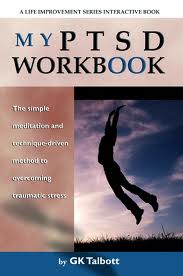 A LIFE IMPROVEMENT SERIES INTERACTIVE BOOK
MY PTSD
WORKBOOK
The simple
meditation and
technique-driven
method to
overcoming
traumatic stress
by GK Talbott